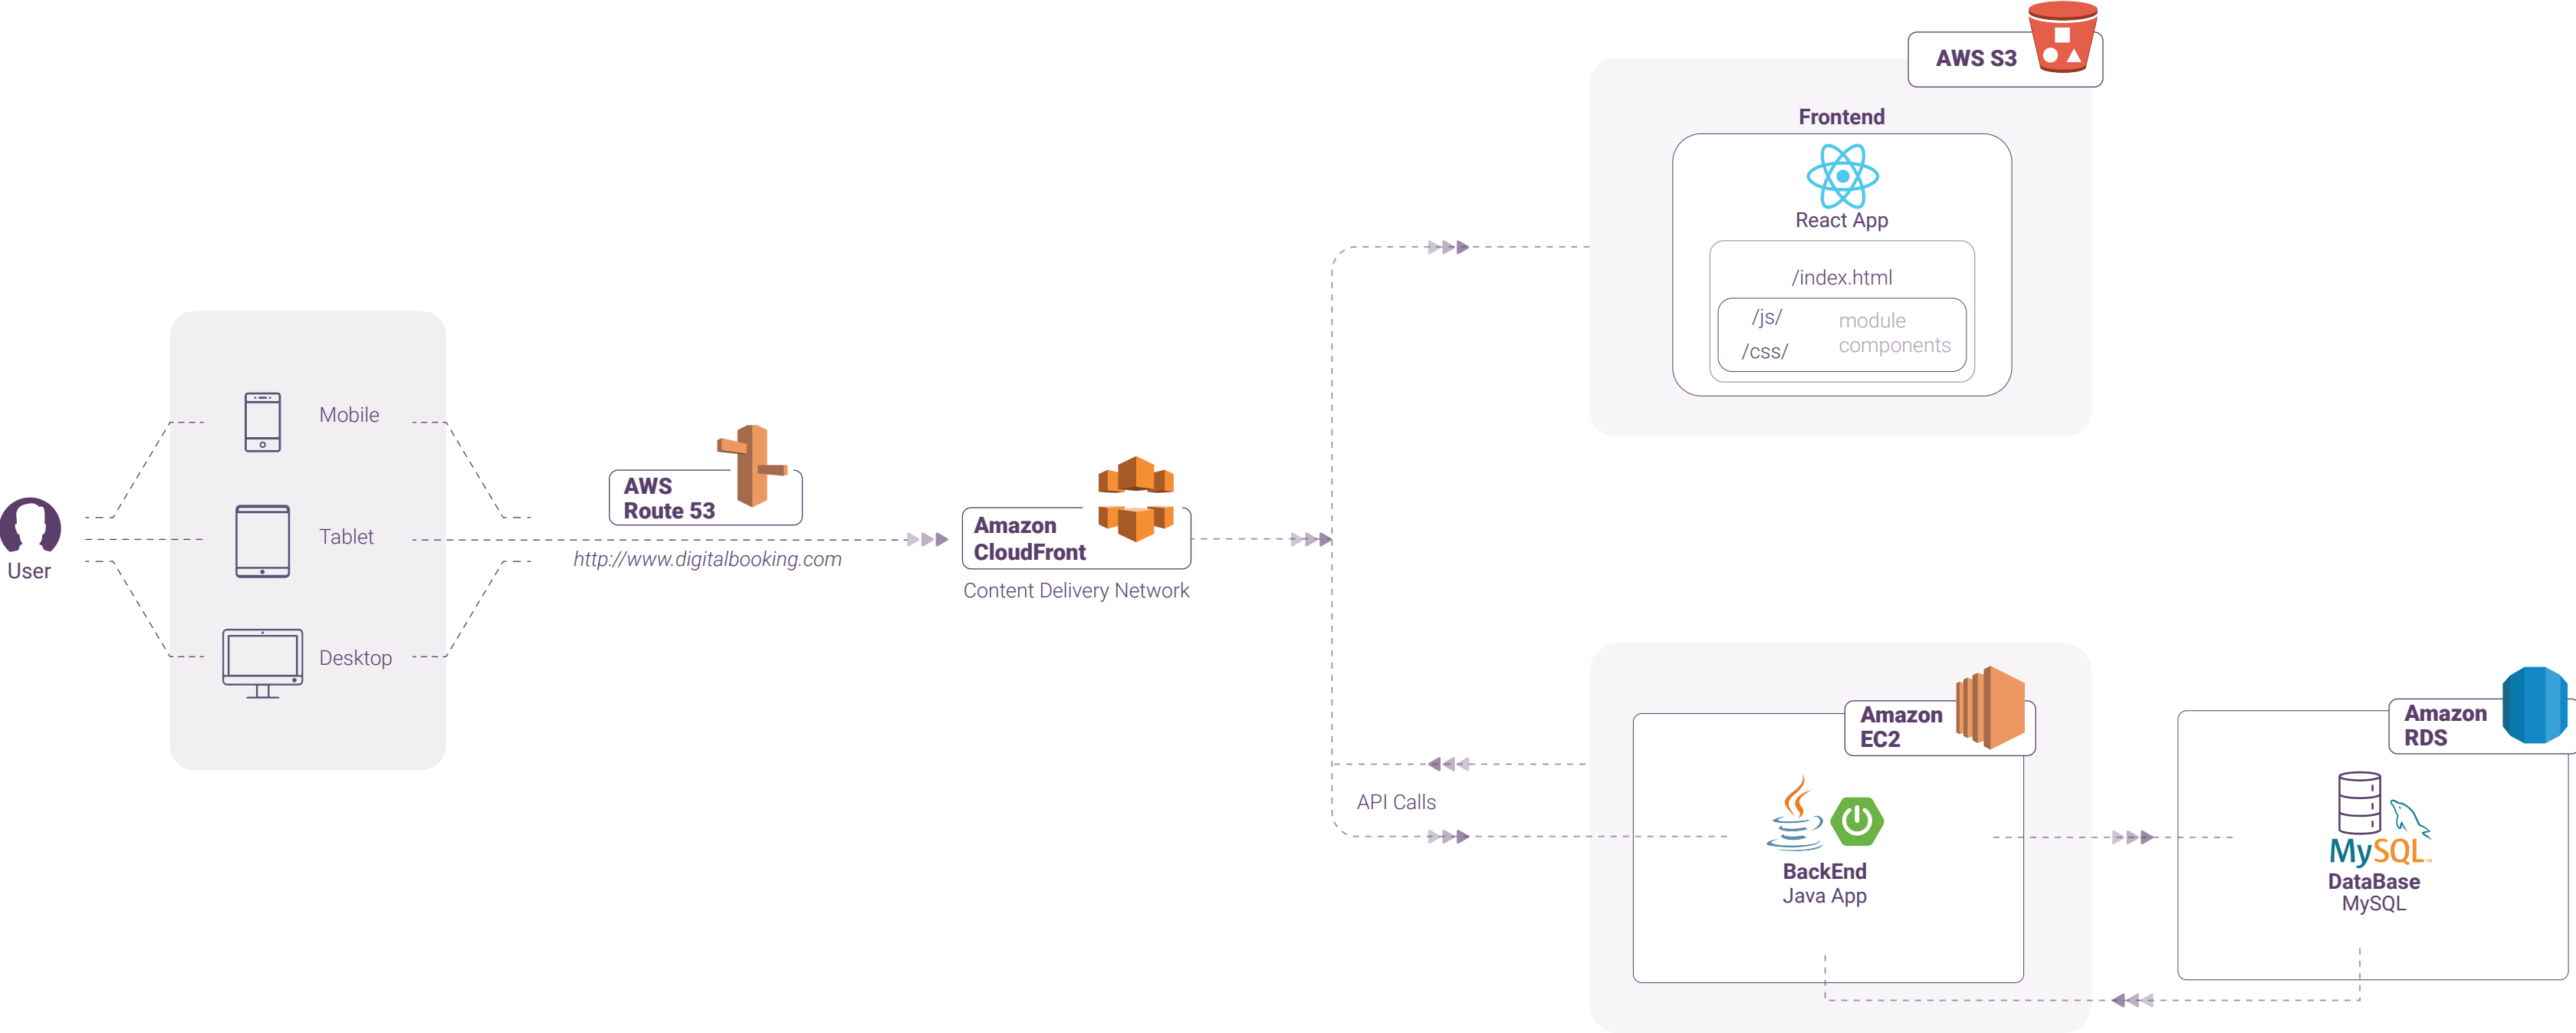 User
Mobile
Tablet
Desktop
AWS
Route 53
http://www.digitalbooking.com
Amazon
CloudFront
Content Delivery Network
AWS S3
Frontend
React App
/index.html
/js/
/css/
module
components
API Calls
Amazon
EC2
BackEnd
Java App
Amazon
RDS
MySQL™
DataBase
MySQL